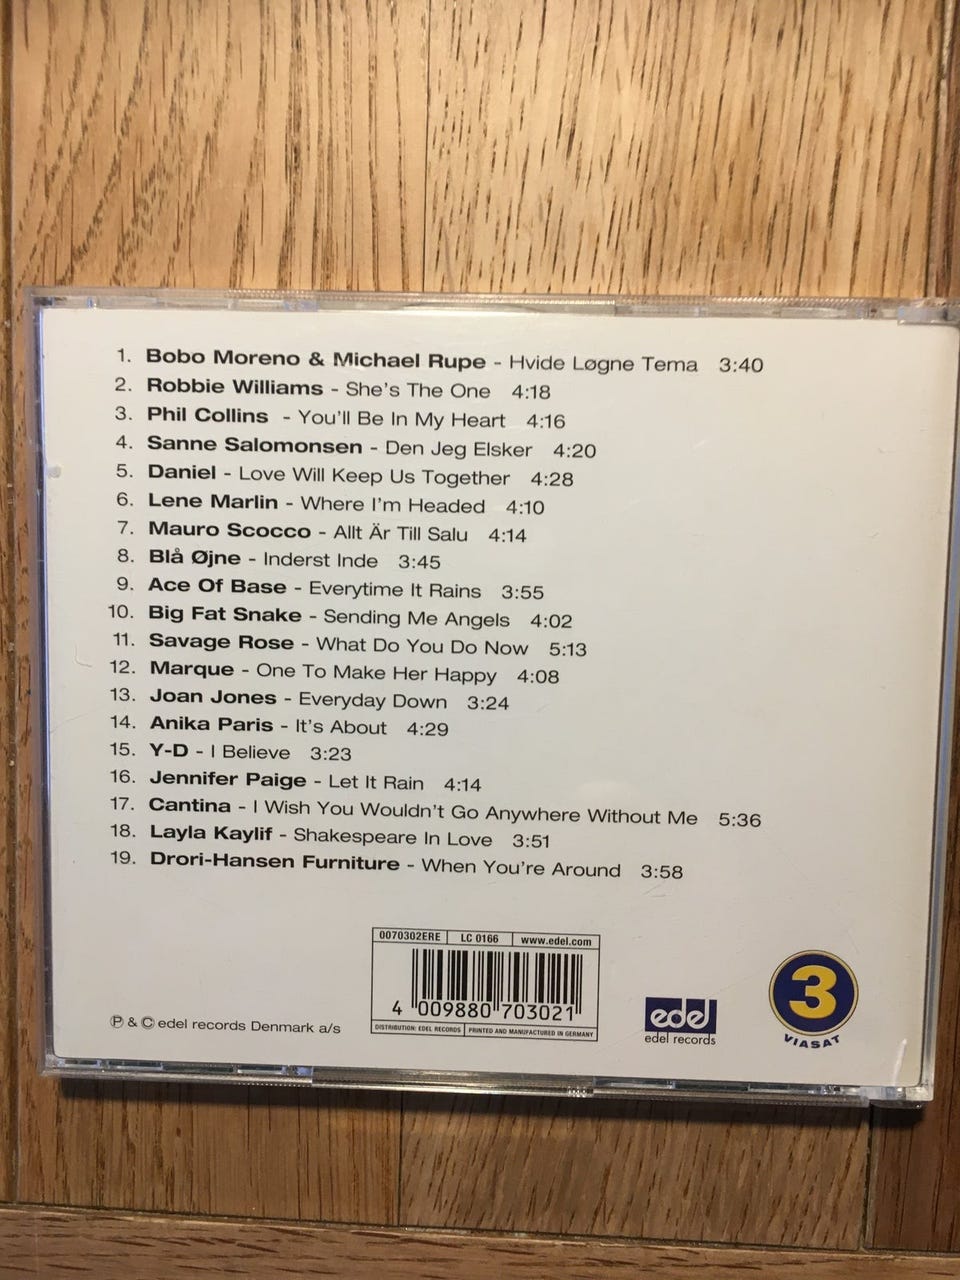 1. Bobo Moreno & Michael Rupe - Hvide Løgne Tema 3:40
2. Robbie Williams - She's The One 4:18
3. Phil Collins - You'll Be In My Heart 4:16
4. Sanne Salomonsen - Den Jeg Elsker 4:20
5. Daniel - Love Will Keep Us Together 4:28
6. Lene Marlin - Where I'm Headed 4:10
7. Mauro Scocco - Allt Är Till Salu 4:14
8. Blå Øjne - Inderst Inde 3:45
9. Ace Of Base - Everytime It Rains 3:55
10. Big Fat Snake - Sending Me Angels 4:02
11. Savage Rose - What Do You Do Now 5:13
12. Marque - One To Make Her Happy 4:08
13. Joan Jones - Everyday Down 3:24
14. Anika Paris - It's About 4:29
15. Y-D - I Believe 3:23
16. Jennifer Paige - Let It Rain 4:14
17. Cantina - I Wish You Wouldn't Go Anywhere Without Me 5:36
18. Layla Kaylif - Shakespeare In Love 3:51
19. Drori-Hansen Furniture - When You're Around 3:58
℗ & © edel records Denmark a/s
0070302ERE LC 0166 www.edel.com
4 009880 703021
DISTRIBUTION: EDEL RECORDS PRINTED AND MANUFACTURED IN GERMANY
edel
edel records
3
VIASAT